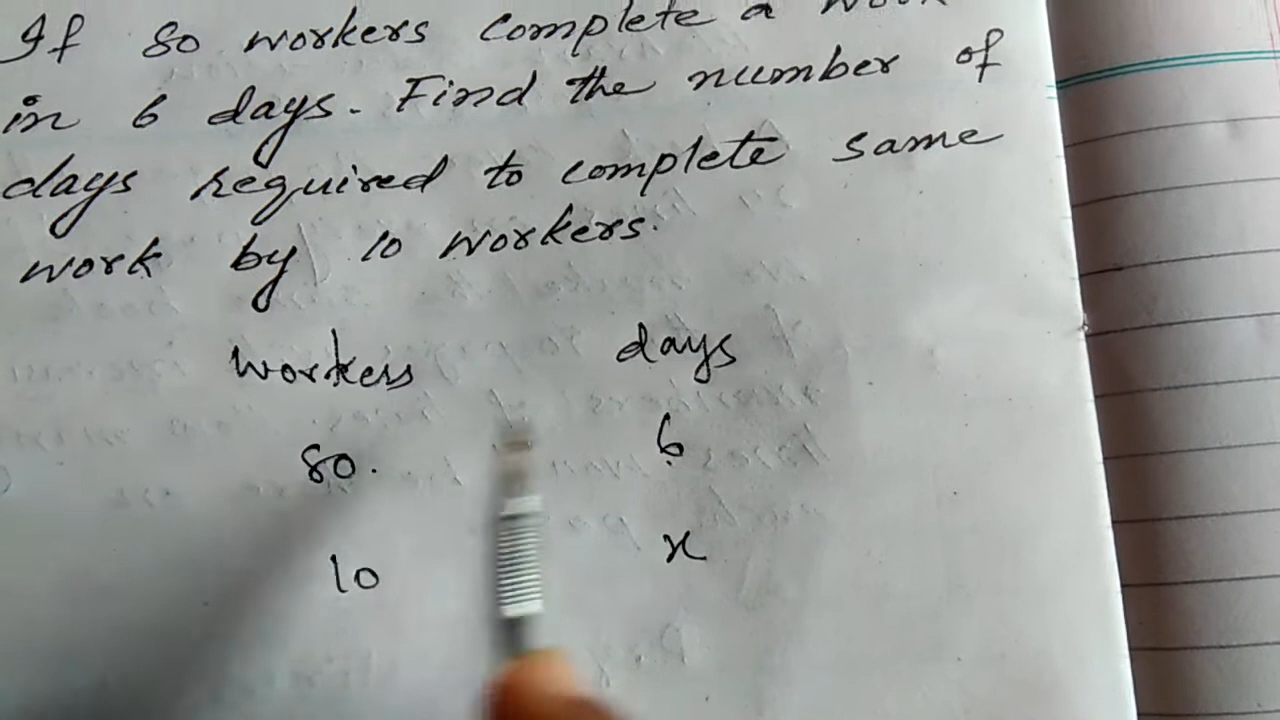 If 80 workers complete a work
in 6 days. Find the number of
days required to complete same
work by 10 workers.
workers days
80. 6
10 x